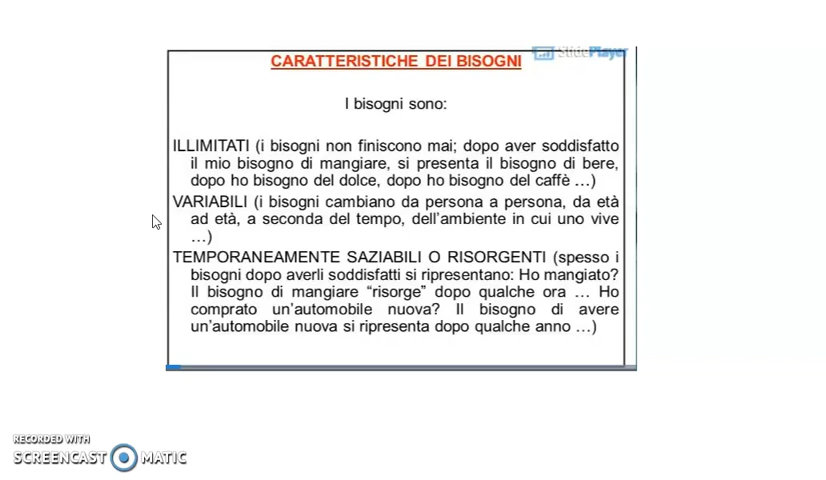 SlidePlayer
CARATTERISTICHE DEI BISOGNI
I bisogni sono:
ILLIMITATI (i bisogni non finiscono mai; dopo aver soddisfatto
il mio bisogno di mangiare, si presenta il bisogno di bere,
dopo ho bisogno del dolce, dopo ho bisogno del caffè …)
VARIABILI (i bisogni cambiano da persona a persona, da età
ad età, a seconda del tempo, dell'ambiente in cui uno vive
…)
TEMPORANEAMENTE SAZIABILI O RISORGENTI (spesso i
bisogni dopo averli soddisfatti si ripresentano: Ho mangiato?
Il bisogno di mangiare “risorge” dopo qualche ora … Ho
comprato un'automobile nuova? Il bisogno di avere
un'automobile nuova si ripresenta dopo qualche anno …)
RECORDED WITH
SCREENCAST MATIC